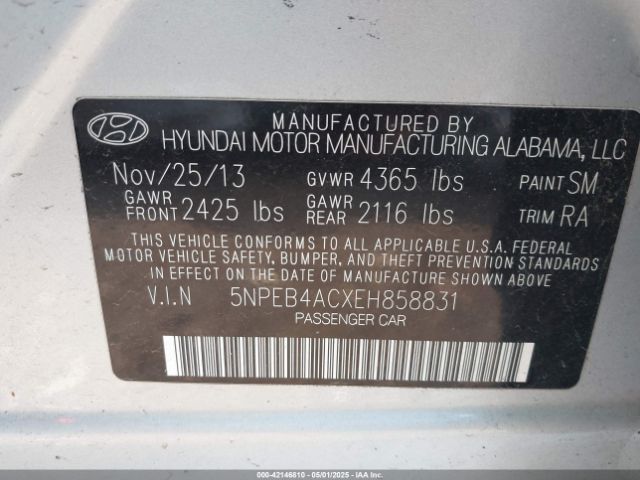 MANUFACTURED BY
HYUNDAI MOTOR MANUFACTURING ALABAMA, LLC
Nov/25/13 GVWR 4365 lbs PAINT SM
GAWR FRONT 2425 lbs GAWR REAR 2116 lbs TRIM RA
THIS VEHICLE CONFORMS TO ALL APPLICABLE U.S.A. FEDERAL
MOTOR VEHICLE SAFETY, BUMPER, AND THEFT PREVENTION STANDARDS
IN EFFECT ON THE DATE OF MANUFACTURE SHOWN ABOVE.
V.I.N 5NPEB4ACXEH858831
PASSENGER CAR
000-42146810 - 05/01/2025 - COPYRIGHT IAA, LLC.